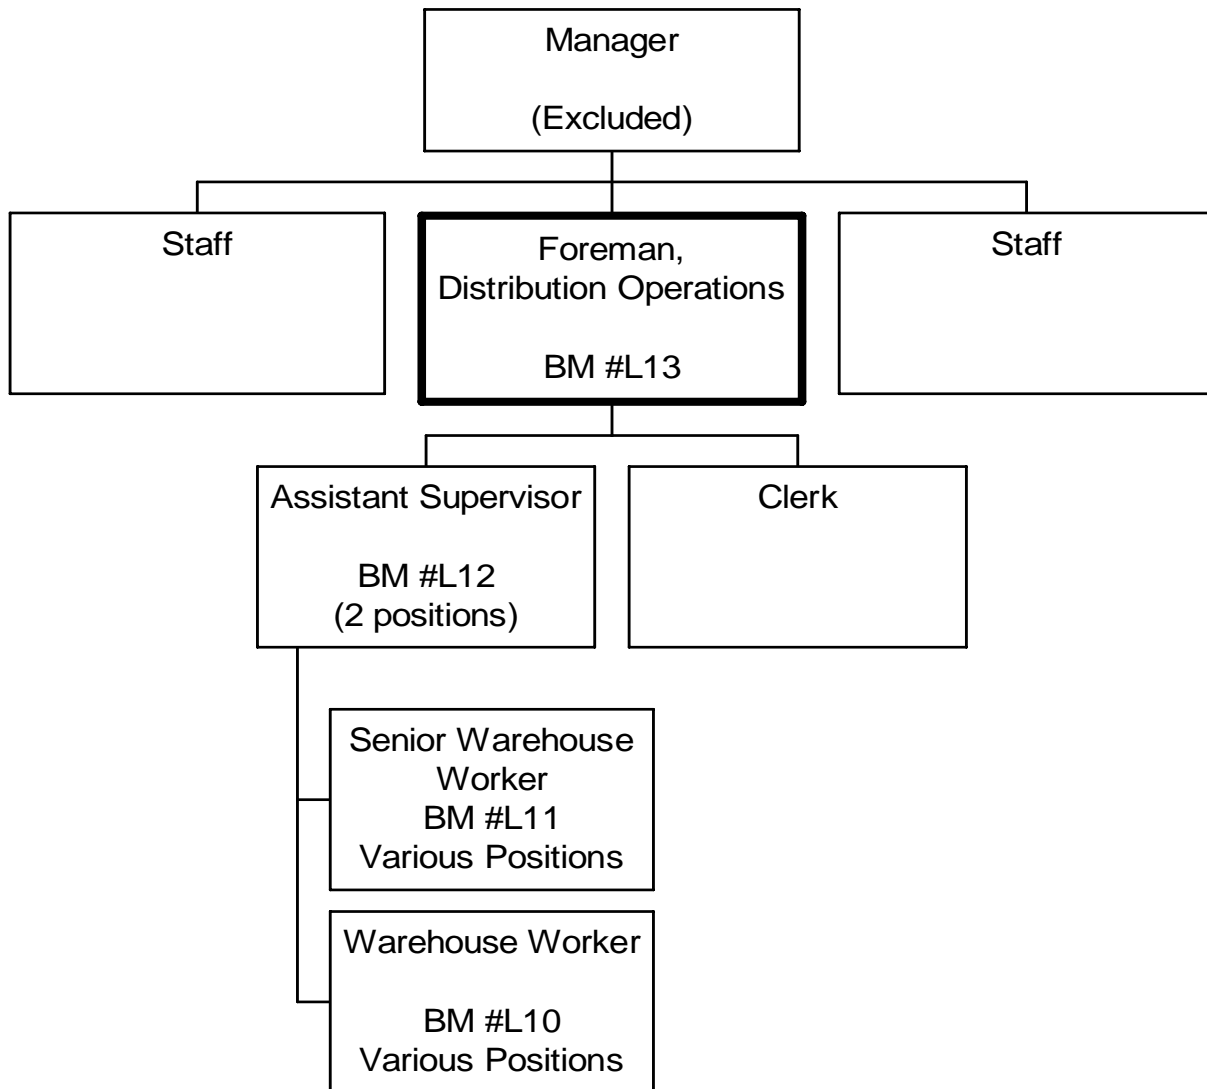 Manager
(Excluded)
Staff
Foreman,
Distribution Operations
BM #L13
Staff
Assistant Supervisor
BM #L12
(2 positions)
Clerk
Senior Warehouse
Worker
BM #L11
Various Positions
Warehouse Worker
BM #L10
Various Positions